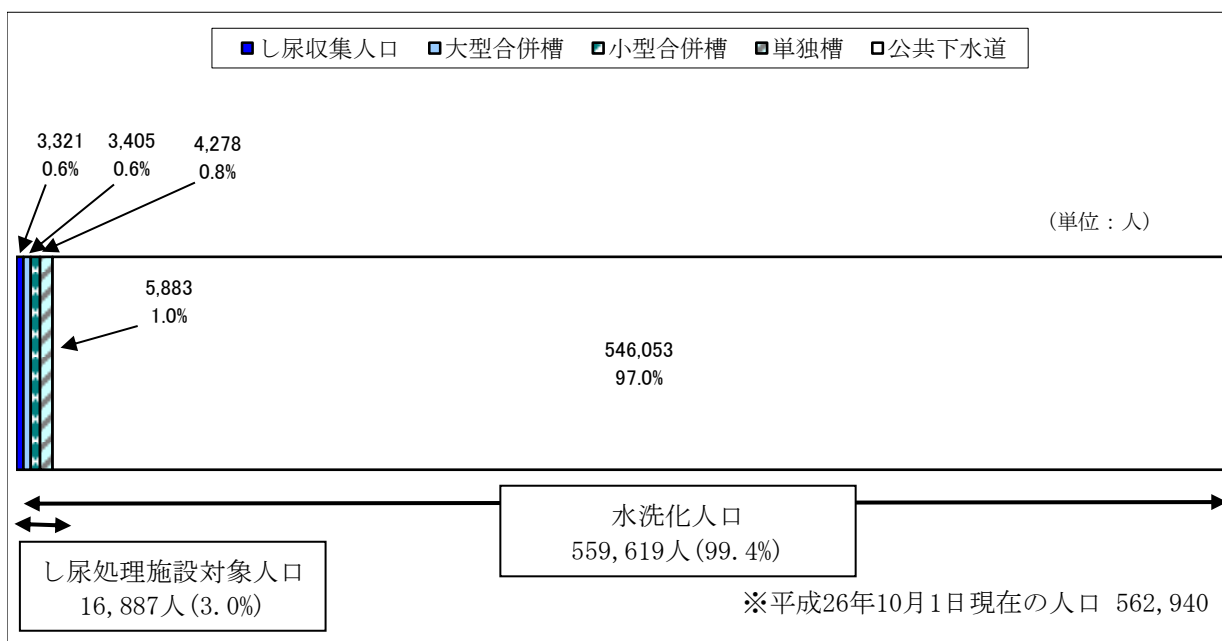 し尿収集人口 大型合併槽 小型合併槽 単独槽 公共下水道
3,321
0.6%
3,405
0.6%
4,278
0.8%
(単位：人)
5,883
1.0%
546,053
97.0%
水洗化人口
559,619人(99.4%)
し尿処理施設対象人口
16,887人(3.0%)
※平成26年10月1日現在の人口 562,940